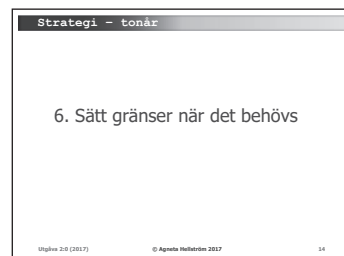 Strategi – tonår
6. Sätt gränser när det behövs
Utgåva 2:0 (2017) © Agneta Hellström 2017 14